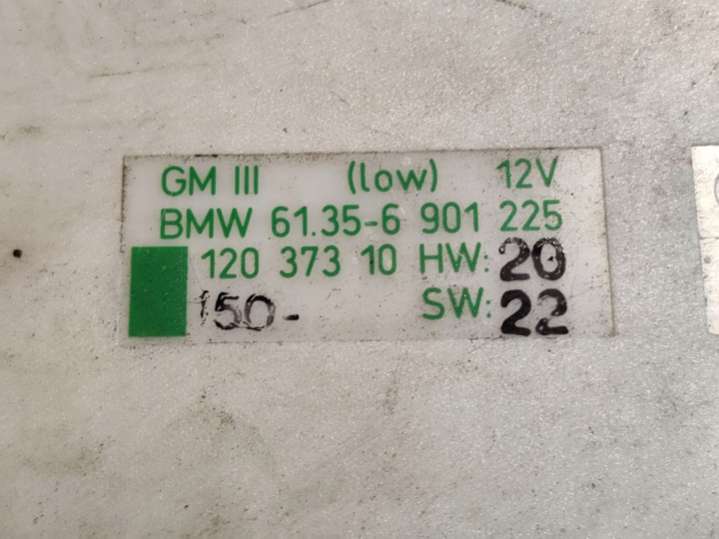 GM III (low) 12V
BMW 61.35-6 901 225
120 373 10 HW: 20
150- SW: 22